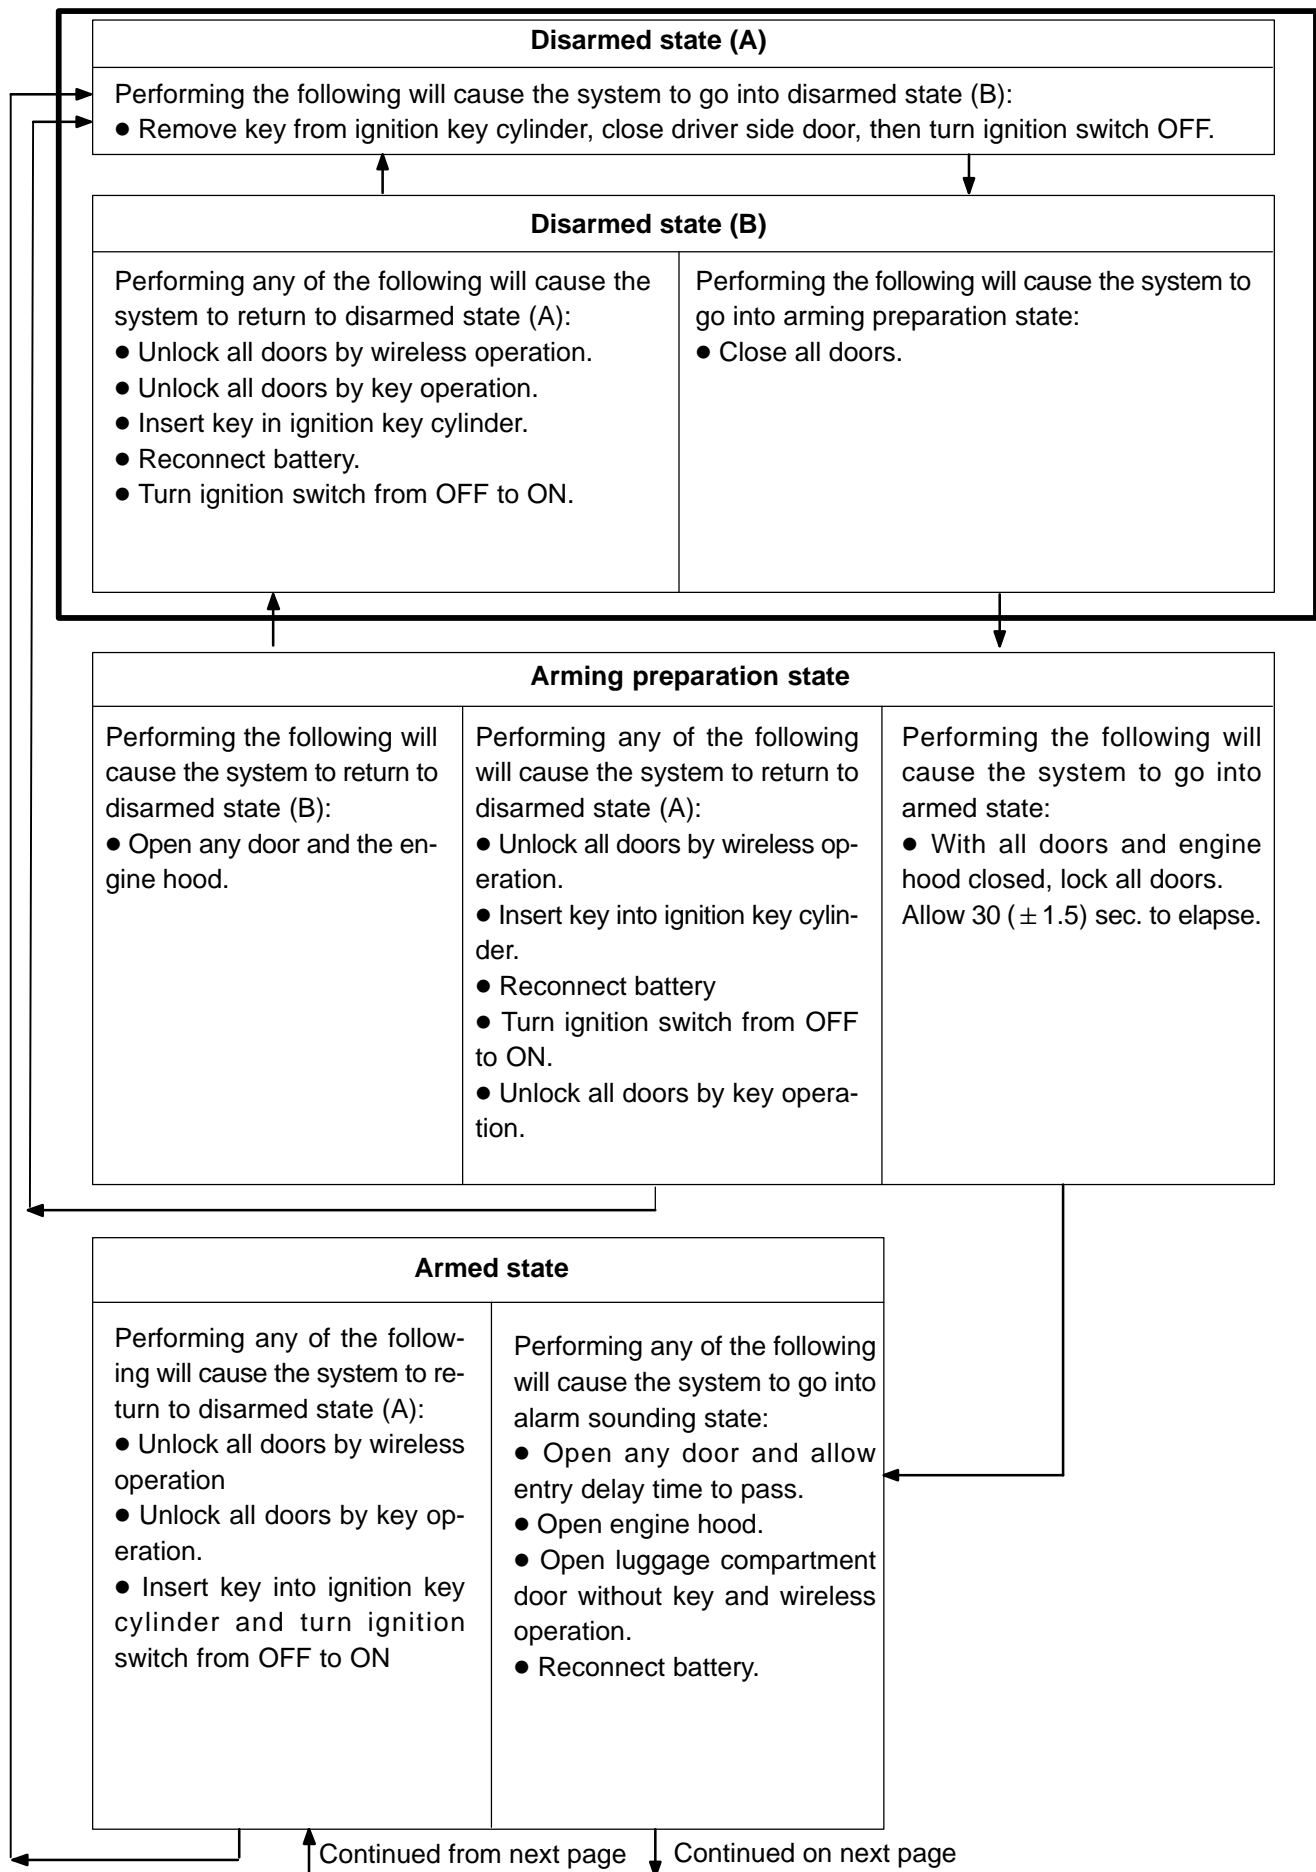 Disarmed state (A)
Performing the following will cause the system to go into disarmed state (B):
● Remove key from ignition key cylinder, close driver side door, then turn ignition switch OFF.
Disarmed state (B)
Performing any of the following will cause the
system to return to disarmed state (A):
● Unlock all doors by wireless operation.
● Unlock all doors by key operation.
● Insert key in ignition key cylinder.
● Reconnect battery.
● Turn ignition switch from OFF to ON.
Performing the following will cause the system to
go into arming preparation state:
● Close all doors.
Arming preparation state
Performing the following will
cause the system to return to
disarmed state (B):
● Open any door and the en-
gine hood.
Performing any of the following
will cause the system to return to
disarmed state (A):
● Unlock all doors by wireless op-
eration.
● Insert key into ignition key cylin-
der.
● Reconnect battery
● Turn ignition switch from OFF
to ON.
● Unlock all doors by key opera-
tion.
Performing the following will
cause the system to go into
armed state:
● With all doors and engine
hood closed, lock all doors.
Allow 30 (±1.5) sec. to elapse.
Armed state
Performing any of the follow-
ing will cause the system to re-
turn to disarmed state (A):
● Unlock all doors by wireless
operation
● Unlock all doors by key op-
eration.
● Insert key into ignition key
cylinder and turn ignition
switch from OFF to ON
Performing any of the following
will cause the system to go into
alarm sounding state:
● Open any door and allow
entry delay time to pass.
● Open engine hood.
● Open luggage compartment
door without key and wireless
operation.
● Reconnect battery.
Continued from next page
Continued on next page